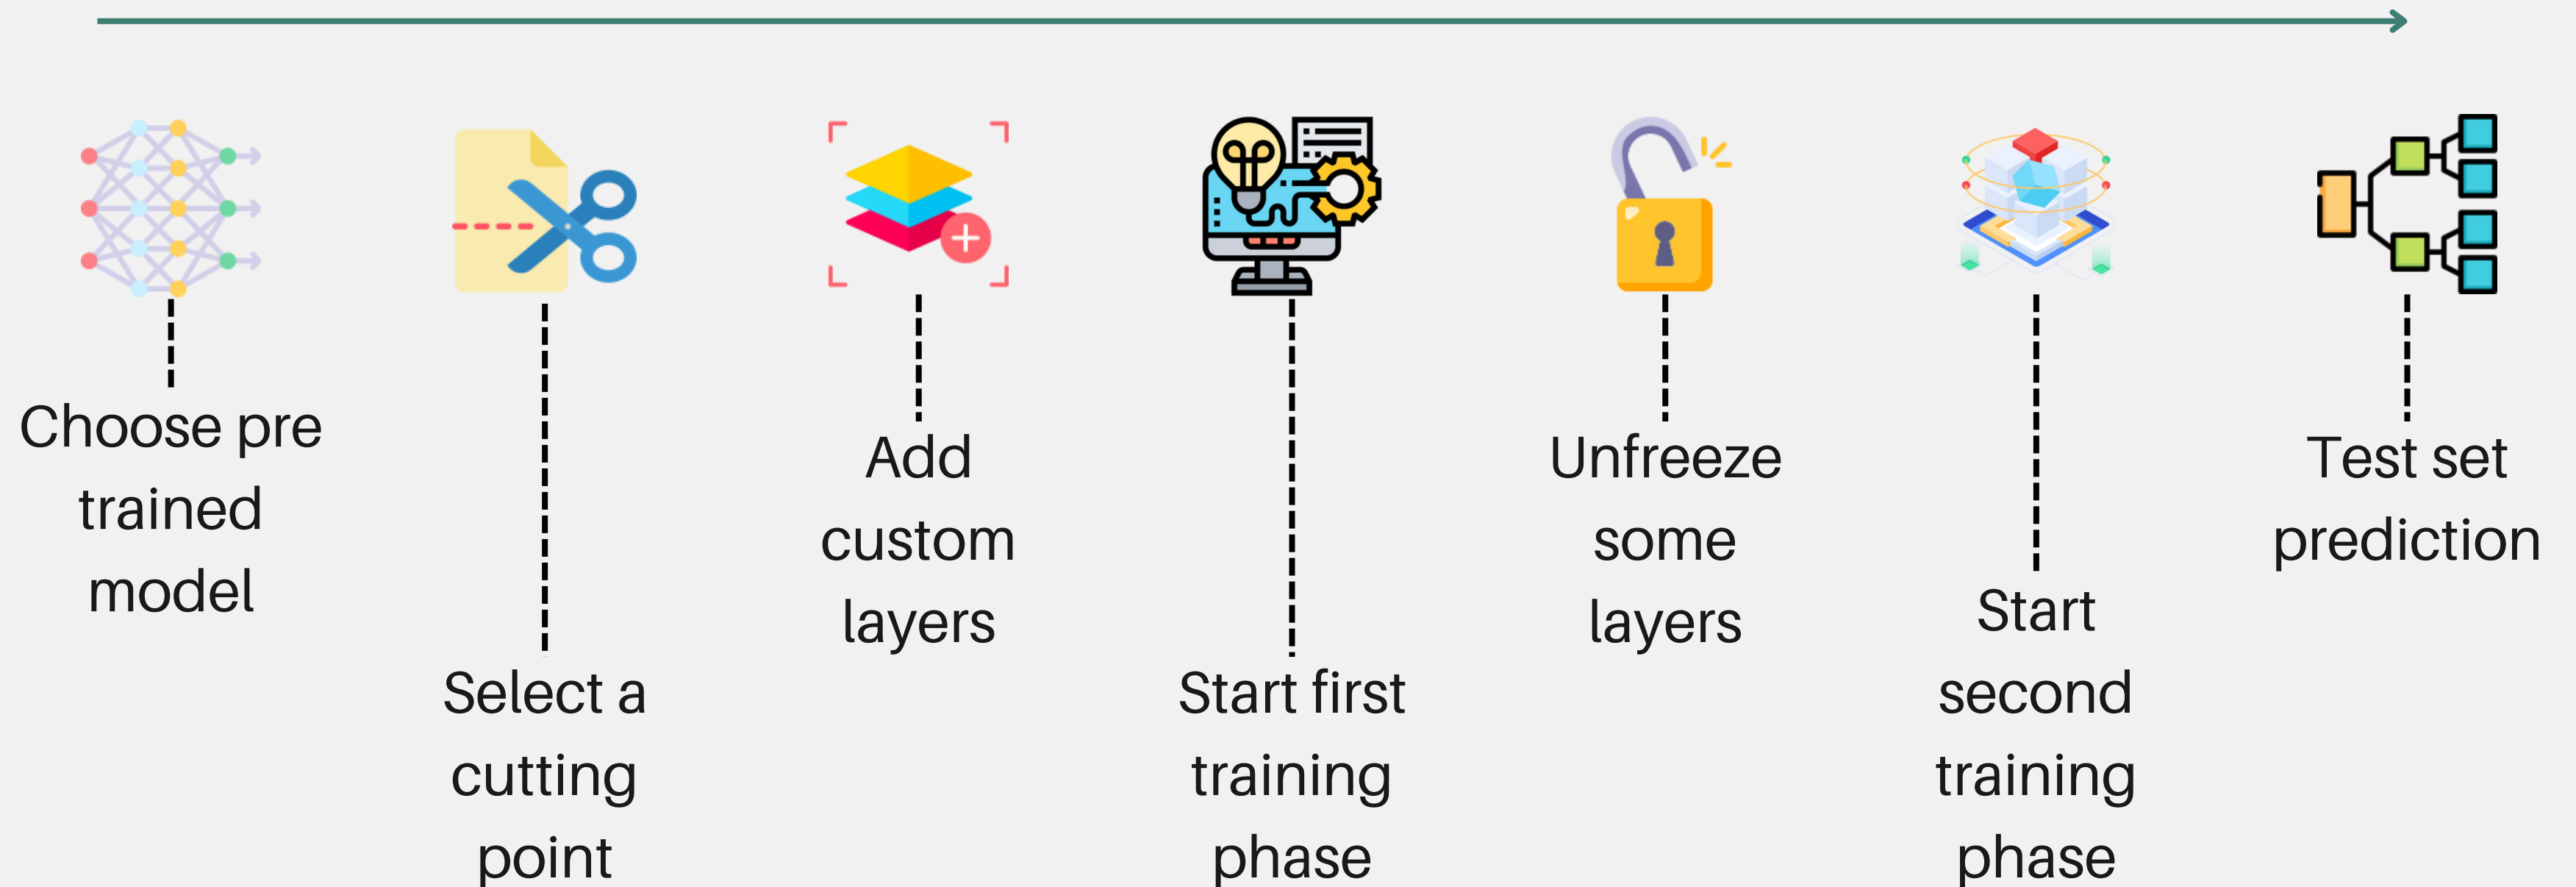 Choose pre
trained
model
Select a
cutting
point
Add
custom
layers
Start first
training
phase
Unfreeze
some
layers
Start
second
training
phase
Test set
prediction